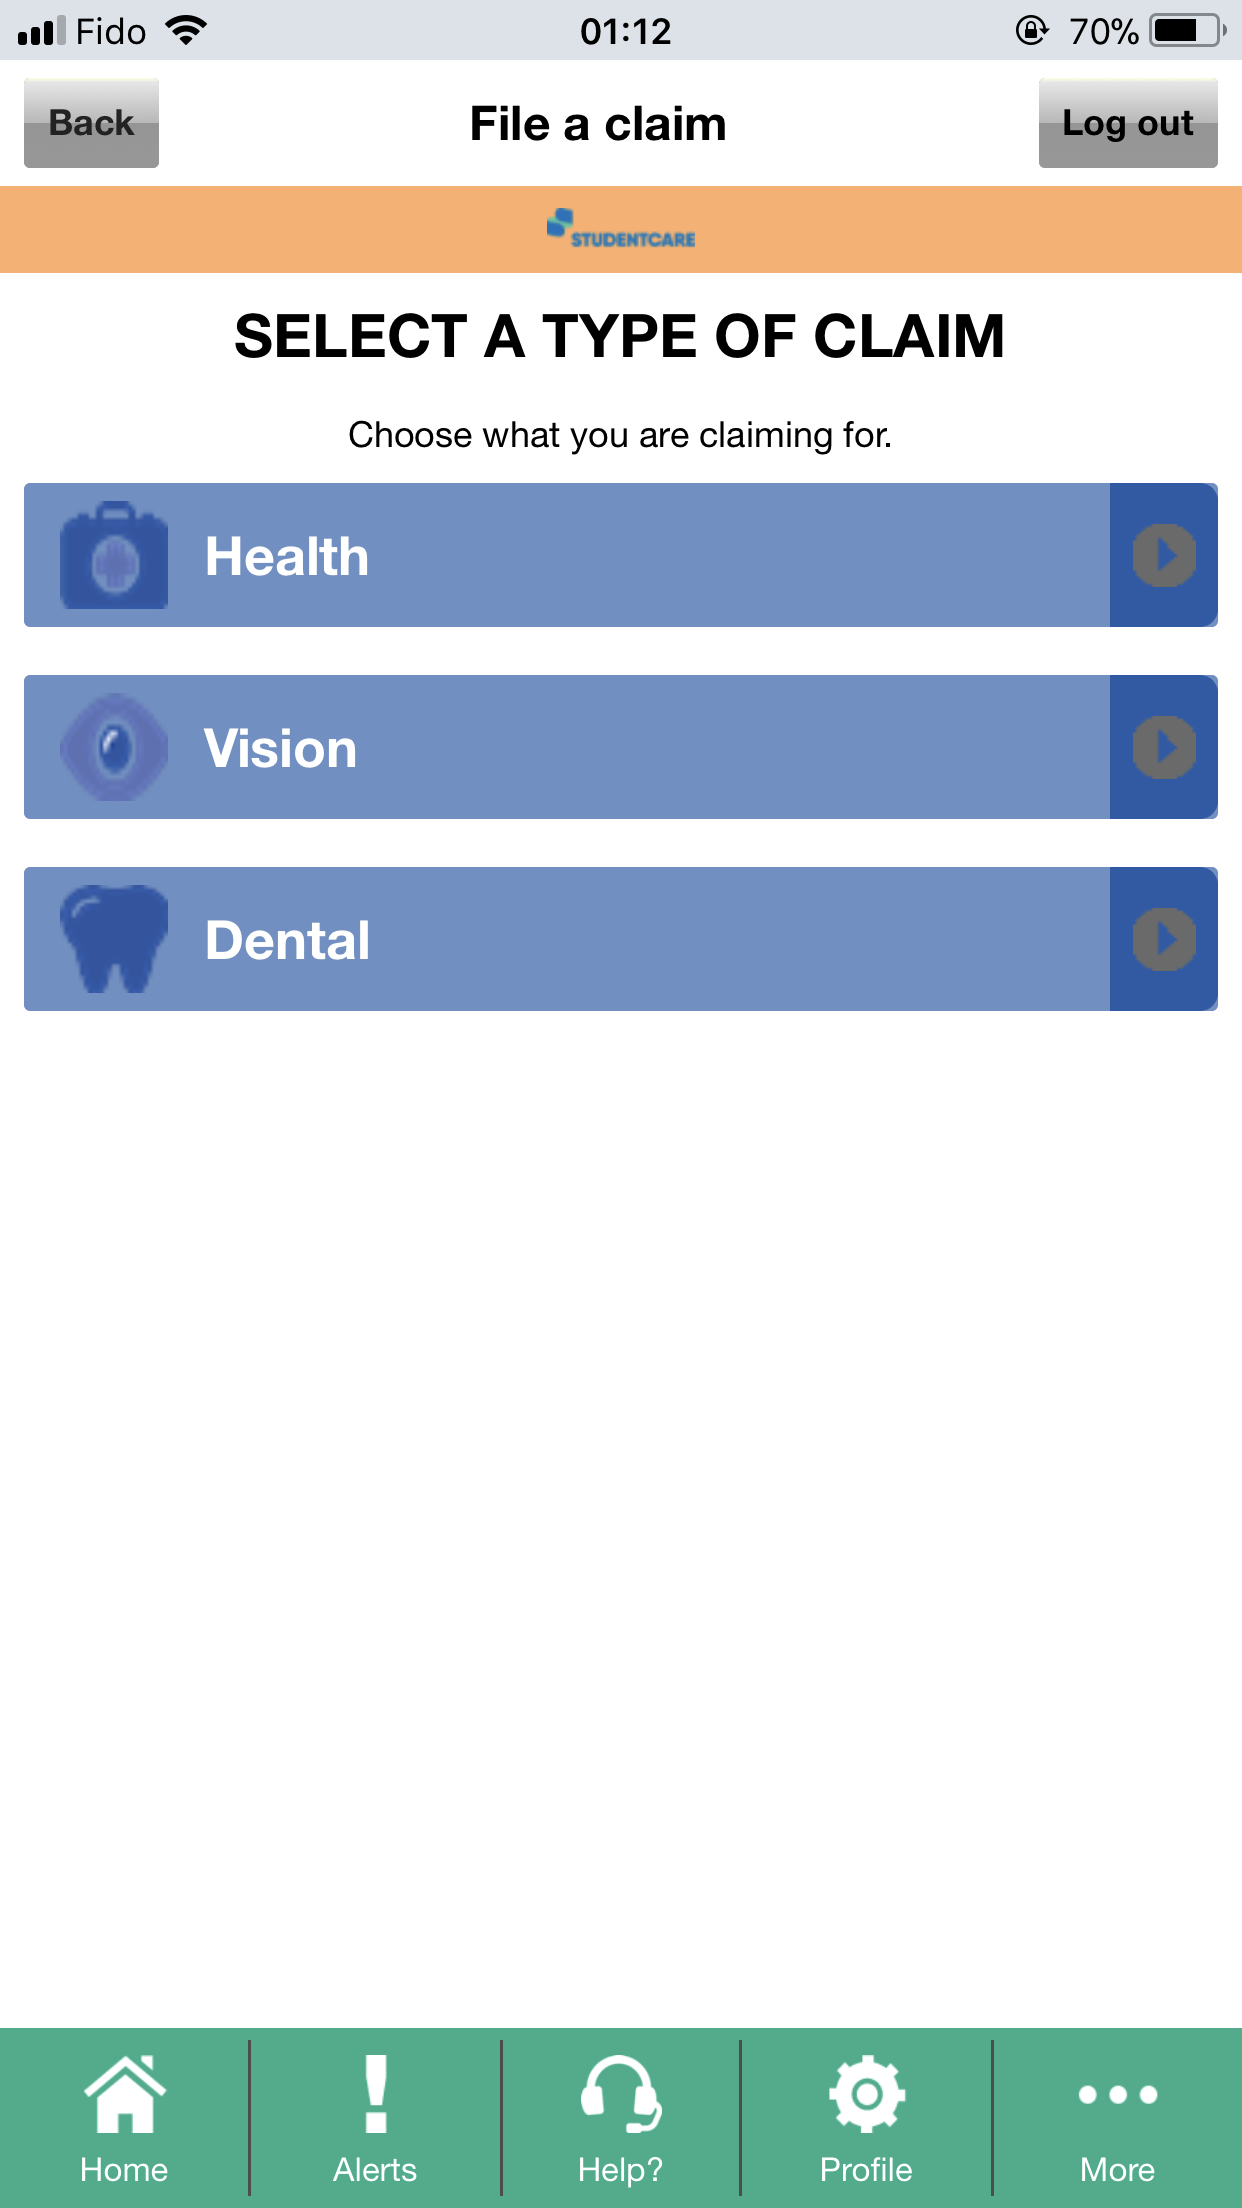 Fido 01:12 70%
Back File a claim Log out
STUDENTCARE
SELECT A TYPE OF CLAIM
Choose what you are claiming for.
Health
Vision
Dental
Home Alerts Help? Profile More